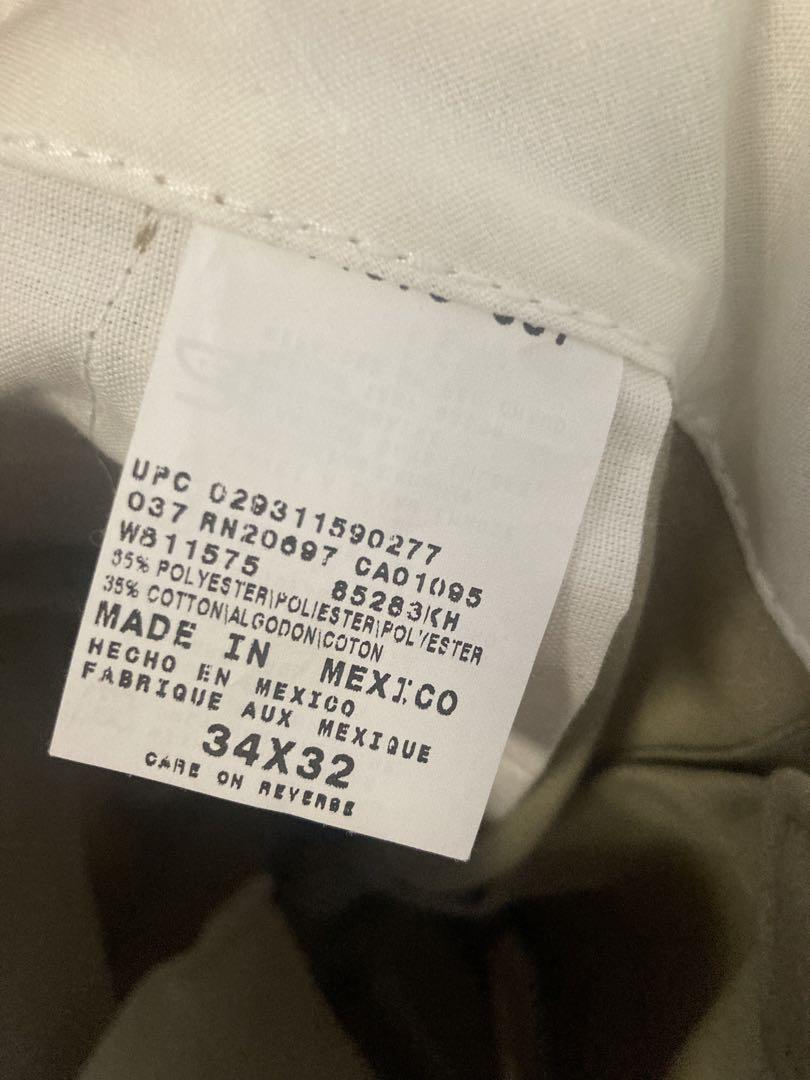 UPC 029311590277
037 RN20697 CA01095
W811575 85283KH
65% POLYESTER\POLIESTER\POLYESTER
35% COTTON\ALGODON\COTON
MADE IN MEXICO
HECHO EN MEXICO
FABRIQUE AUX MEXIQUE
34X32
CARE ON REVERSE